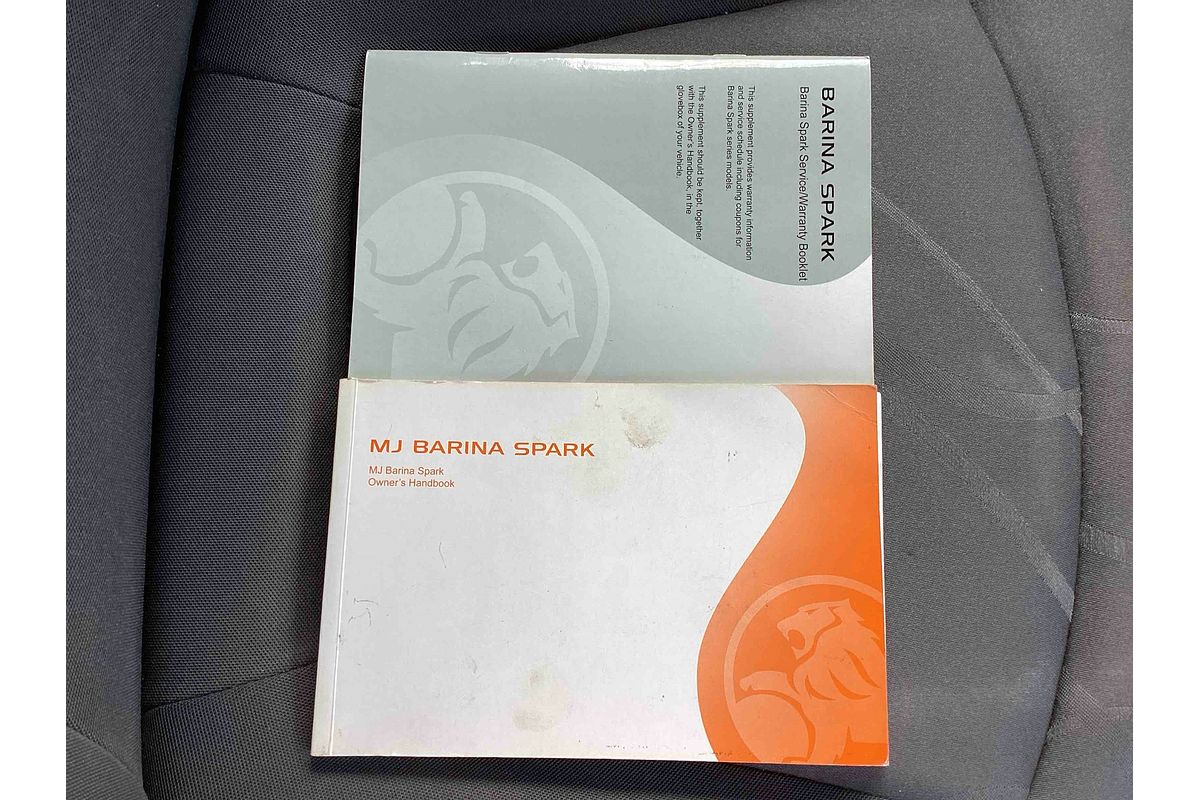 BARINA SPARK
Barina Spark Service/Warranty Booklet
This supplement provides warranty information
and service schedule including coupons for
Barina Spark series models.
This supplement should be kept, together
with the Owner's Handbook, in the
glovebox of your vehicle.
MJ BARINA SPARK
MJ Barina Spark
Owner's Handbook